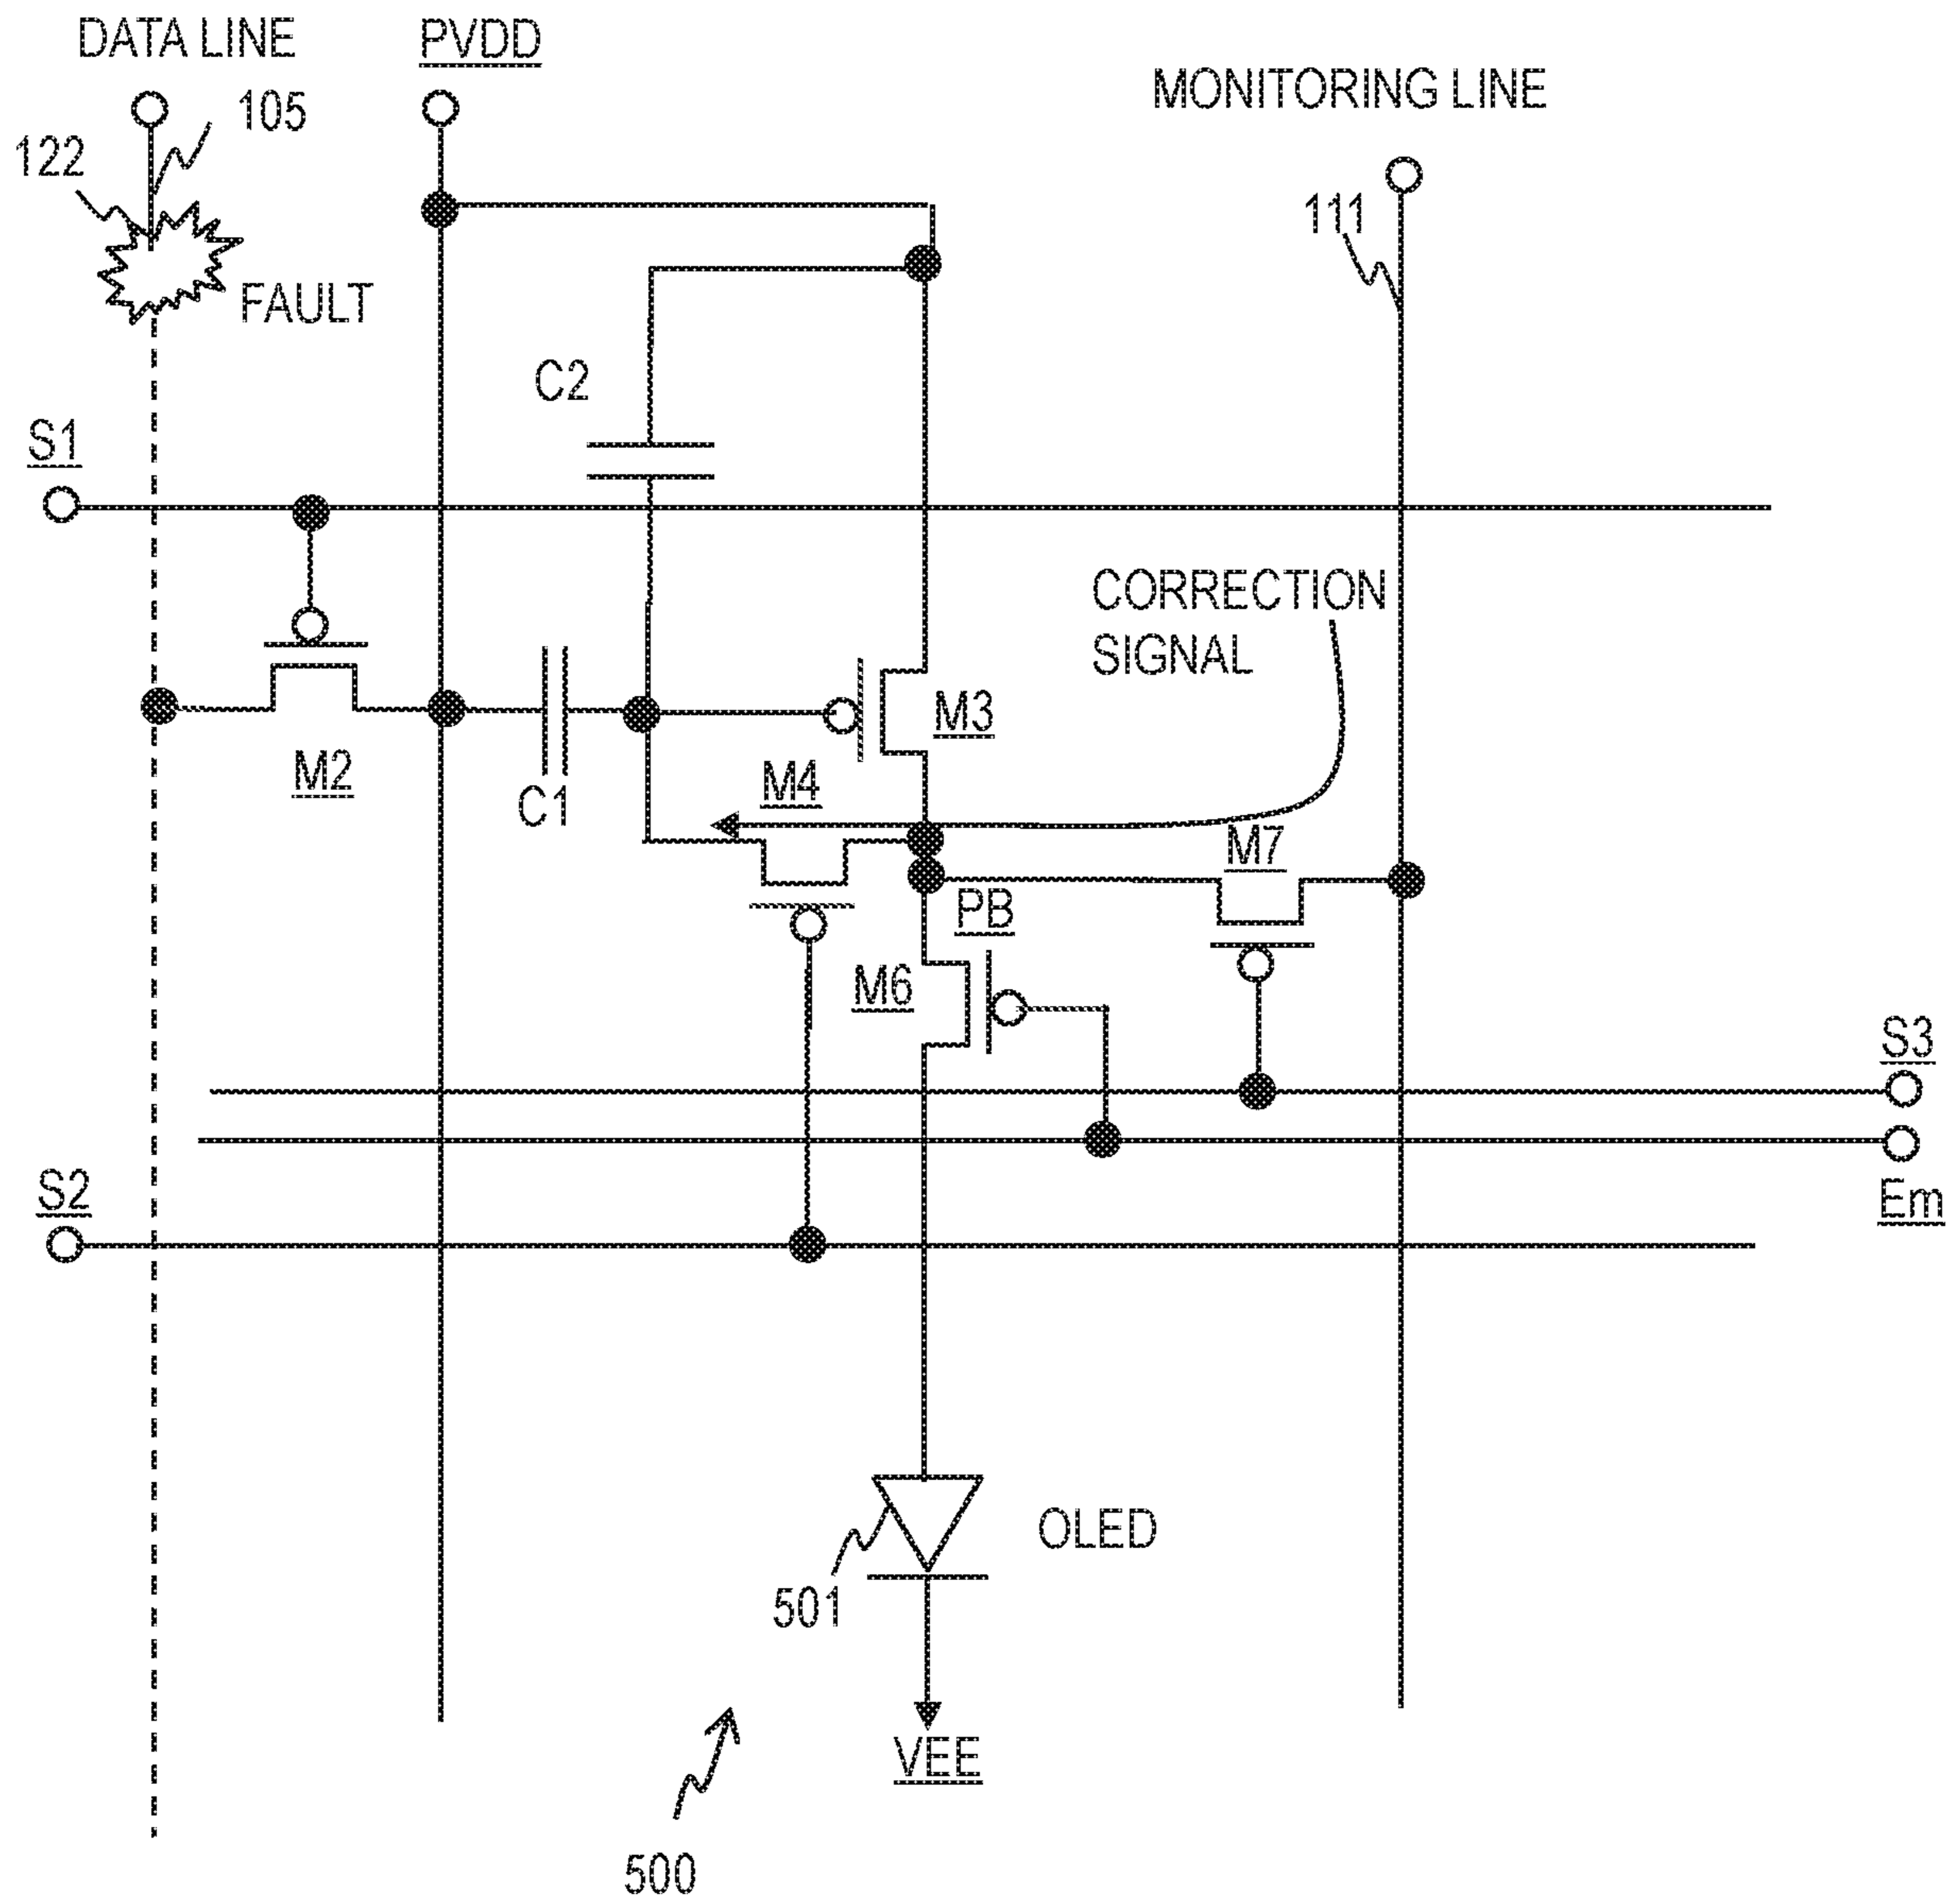 DATA LINE
PVDD
MONITORING LINE
105
122
111
FAULT
C2
S1
CORRECTION
SIGNAL
M3
M2
M4
C1
M7
PB
M6
S3
S2
Em
OLED
501
VEE
500